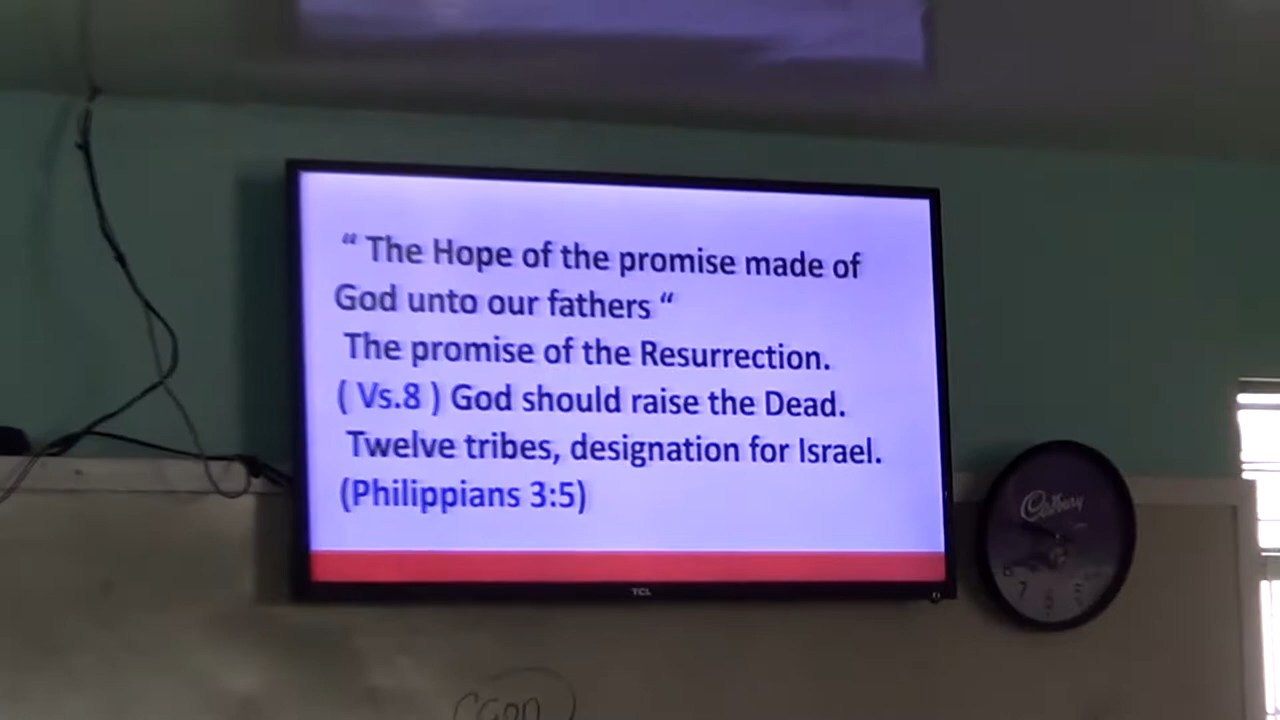 “ The Hope of the promise made of
God unto our fathers “
The promise of the Resurrection.
( Vs.8 ) God should raise the Dead.
Twelve tribes, designation for Israel.
(Philippians 3:5)
TCL
Cadbury
7